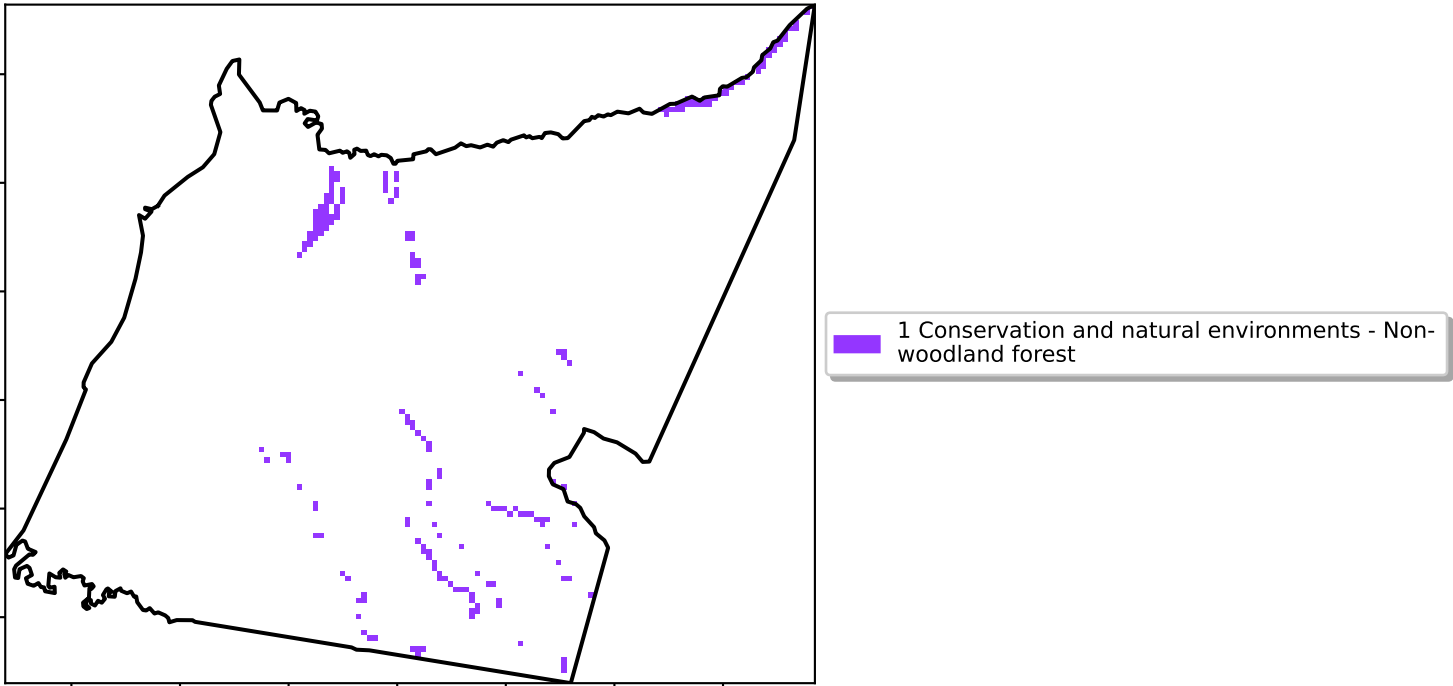 1 Conservation and natural environments - Non-
woodland forest